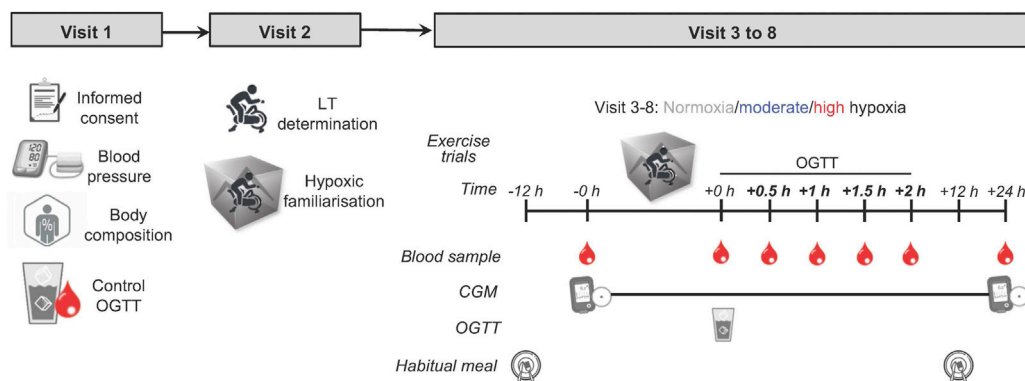 Visit 1
Visit 2
Visit 3 to 8
Informed
consent
120
80
Blood
pressure
%
Body
composition
Control
OGTT
LT
determination
Hypoxic
familiarisation
Visit 3-8: Normoxia/moderate/high hypoxia
Exercise
trials
OGTT
Time
-12 h
-0 h
+0 h
+0.5 h
+1 h
+1.5 h
+2 h
+12 h
+24 h
Blood sample
CGM
OGTT
Habitual meal